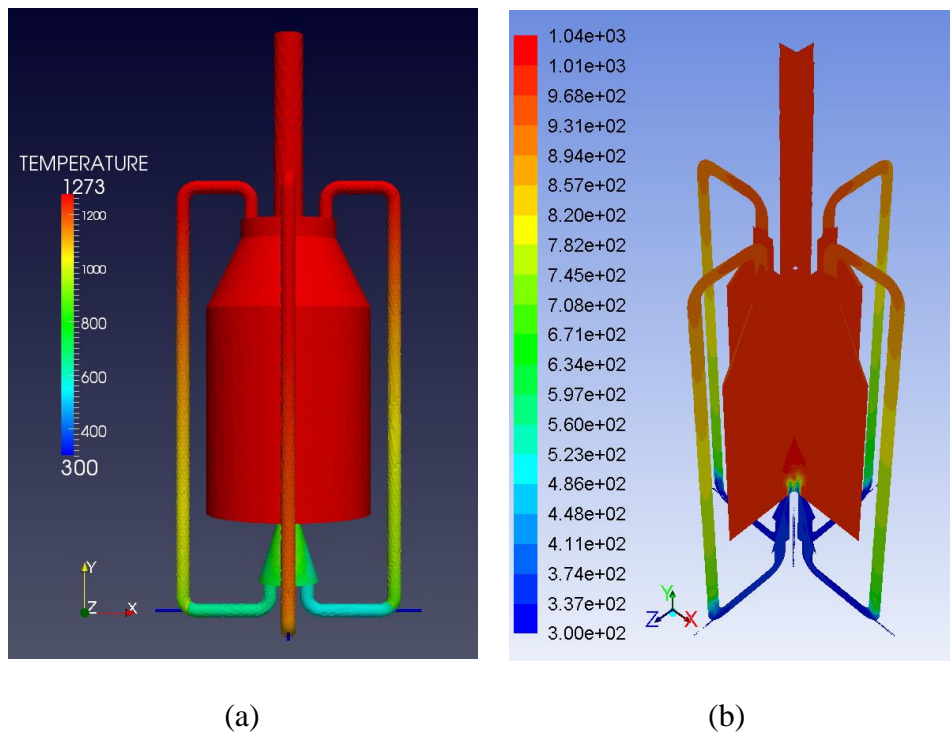 TEMPERATURE
1273
1200
1000
800
600
400
300
Y
Z
X
(a)
1.04e+03
1.01e+03
9.68e+02
9.31e+02
8.94e+02
8.57e+02
8.20e+02
7.82e+02
7.45e+02
7.08e+02
6.71e+02
6.34e+02
5.97e+02
5.60e+02
5.23e+02
4.86e+02
4.48e+02
4.11e+02
3.74e+02
3.37e+02
3.00e+02
Y
Z
X
(b)